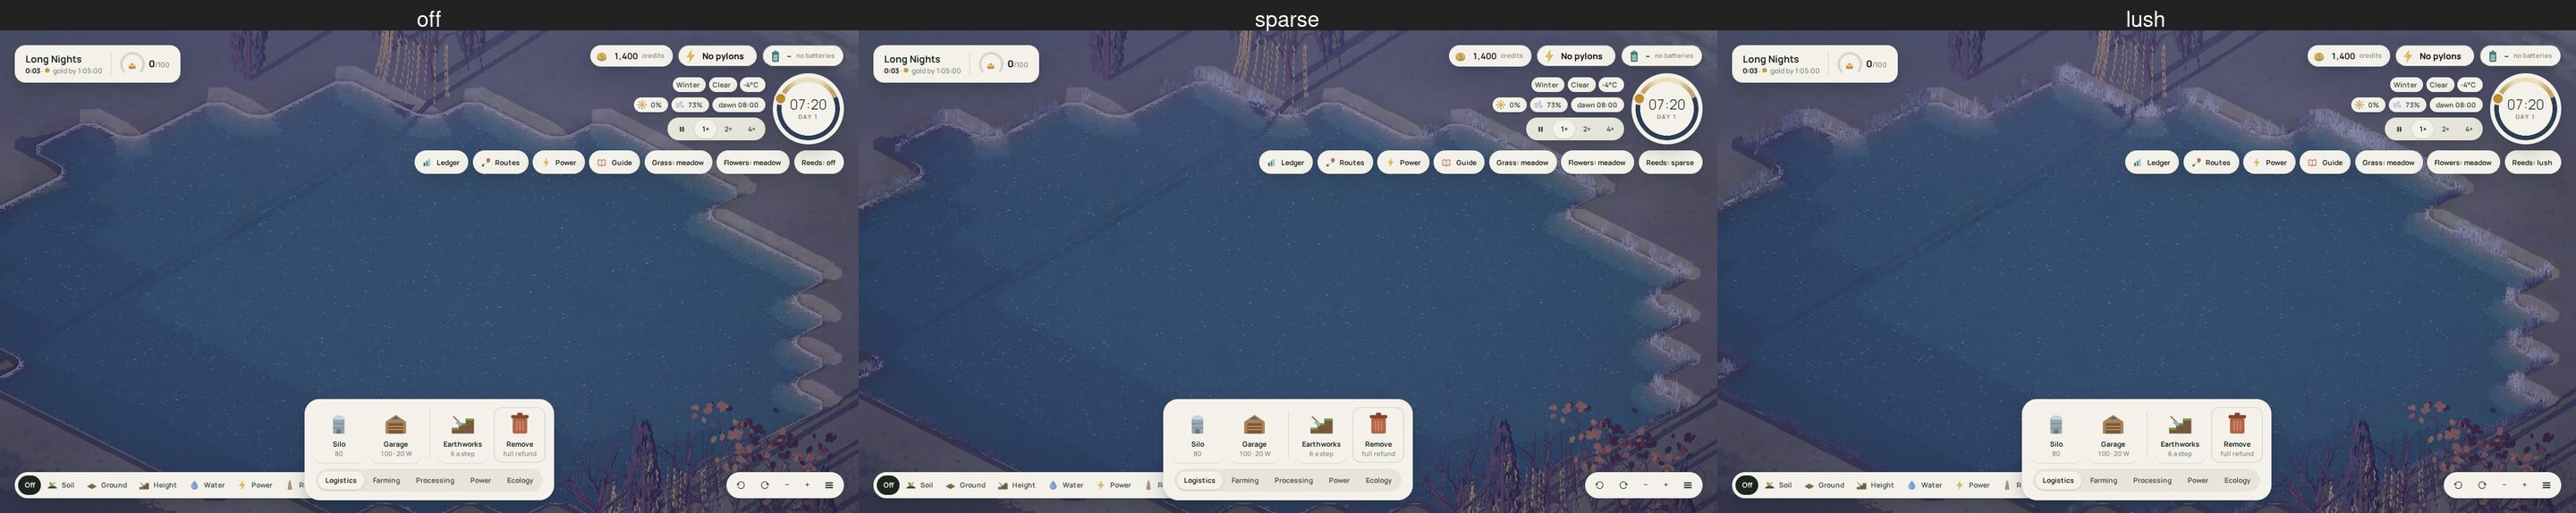 off
Long Nights
0:03 · gold by 1:05:00
0/100
1,400 credits
No pylons
– no batteries
Winter
Clear
-4°C
0%
73%
dawn 08:00
07:20
DAY 1
1×
2×
4×
Ledger
Routes
Power
Guide
Grass: meadow
Flowers: meadow
Reeds: off
Silo
80
Garage
100 · 20 W
Earthworks
6 a step
Remove
full refund
Logistics
Farming
Processing
Power
Ecology
Off
Soil
Ground
Height
Water
Power
R
sparse
Long Nights
0:03 · gold by 1:05:00
0/100
1,400 credits
No pylons
– no batteries
Winter
Clear
-4°C
0%
73%
dawn 08:00
07:20
DAY 1
1×
2×
4×
Ledger
Routes
Power
Guide
Grass: meadow
Flowers: meadow
Reeds: sparse
Silo
80
Garage
100 · 20 W
Earthworks
6 a step
Remove
full refund
Logistics
Farming
Processing
Power
Ecology
Off
Soil
Ground
Height
Water
Power
R
lush
Long Nights
0:03 · gold by 1:05:00
0/100
1,400 credits
No pylons
– no batteries
Winter
Clear
-4°C
0%
73%
dawn 08:00
07:20
DAY 1
1×
2×
4×
Ledger
Routes
Power
Guide
Grass: meadow
Flowers: meadow
Reeds: lush
Silo
80
Garage
100 · 20 W
Earthworks
6 a step
Remove
full refund
Logistics
Farming
Processing
Power
Ecology
Off
Soil
Ground
Height
Water
Power
R